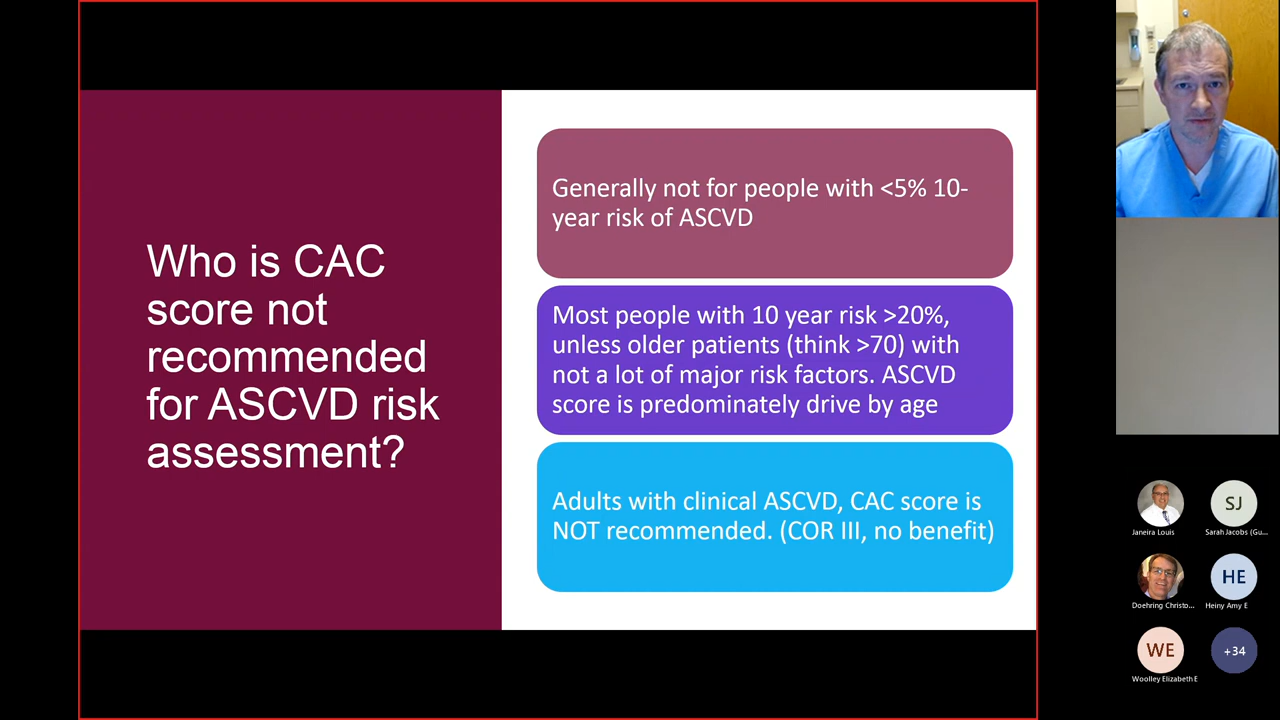 Who is CAC
score not
recommended
for ASCVD risk
assessment?
Generally not for people with <5% 10-
year risk of ASCVD
Most people with 10 year risk >20%,
unless older patients (think >70) with
not a lot of major risk factors. ASCVD
score is predominately drive by age
Adults with clinical ASCVD, CAC score is
NOT recommended. (COR III, no benefit)
SJ
Janeira Louis
Sarah Jacobs (Gu...
HE
Doehring Christo...
Heiny Amy E
WE
+34
Woolley Elizabeth E